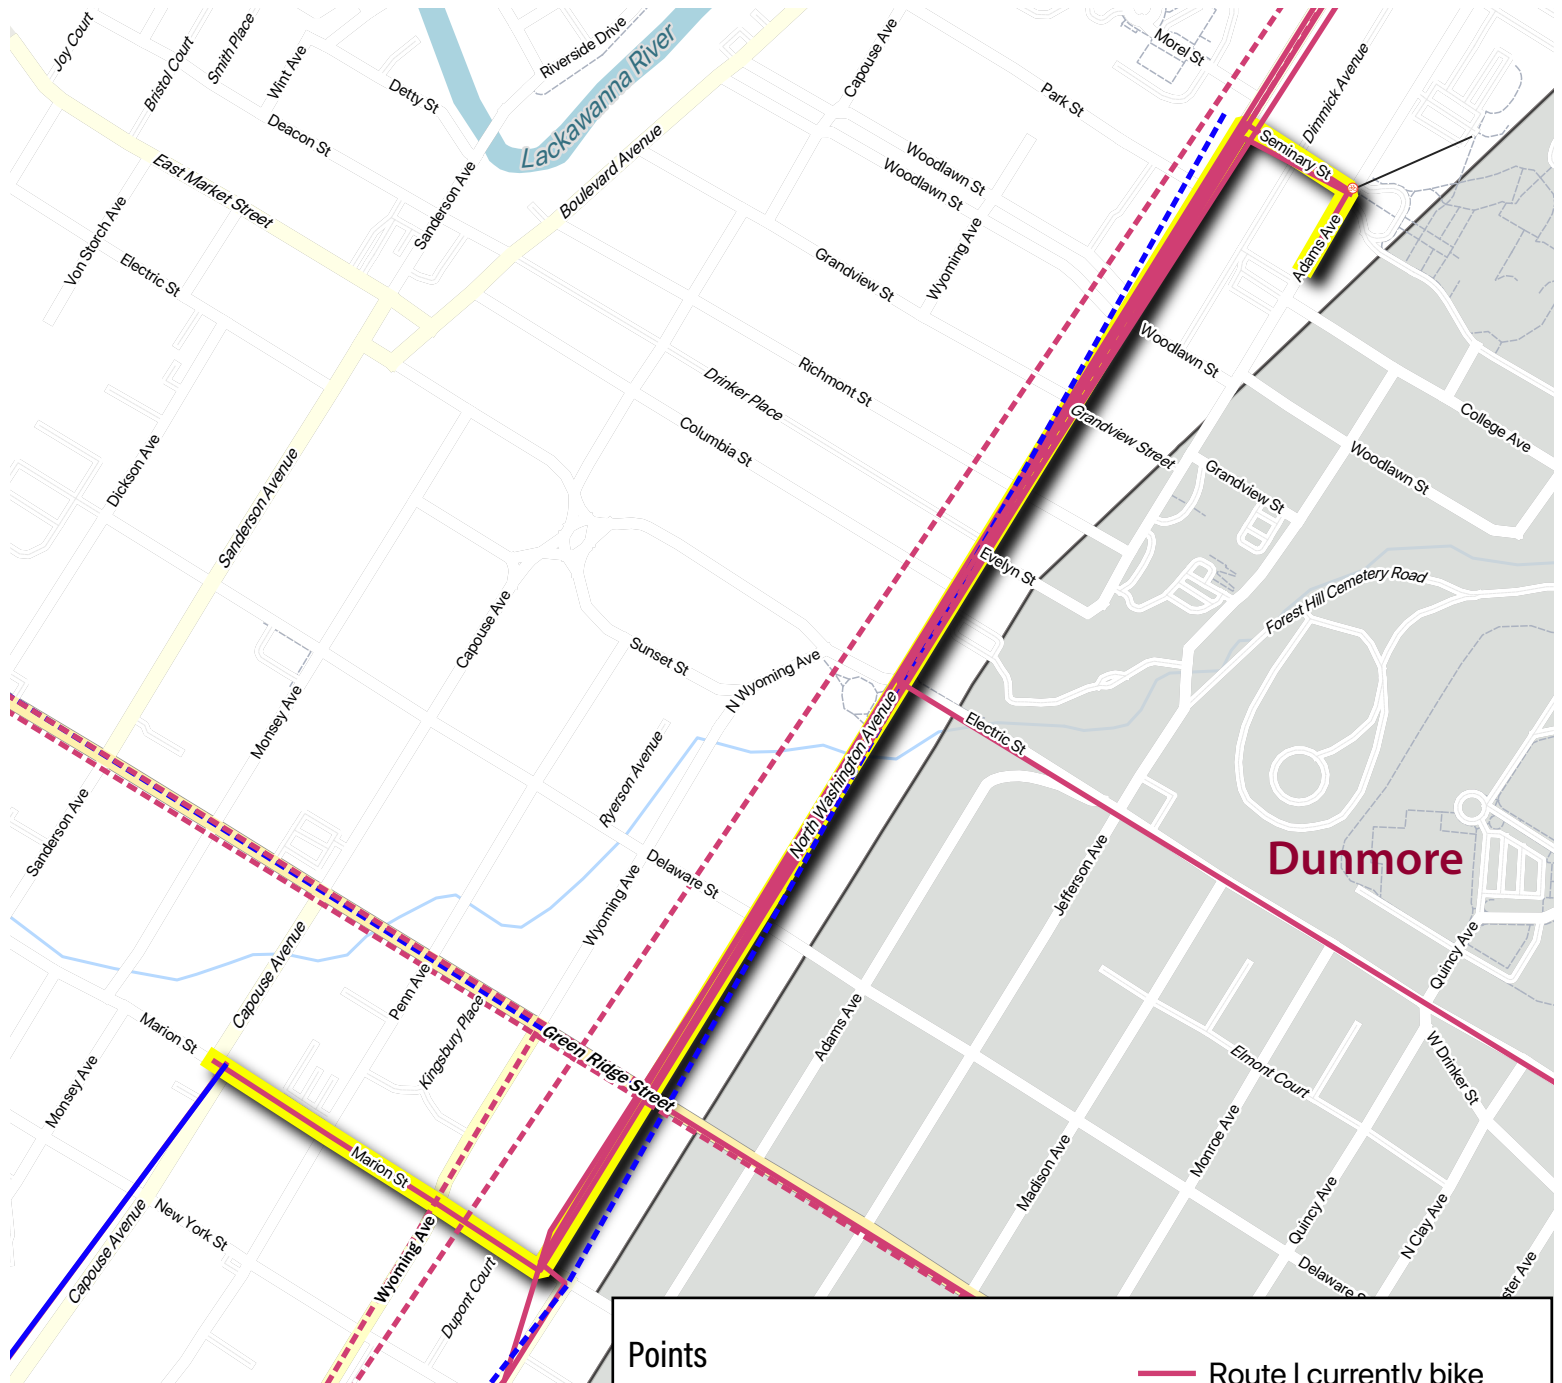 Joy Court
Bristol Court
Smith Place
Wint Ave
Detty St
Riverside Drive
Lackawanna River
Capouse Ave
Morel St
Park St
Dimmick Avenue
Deacon St
Seminary St
East Market Street
Sanderson Ave
Boulevard Avenue
Woodlawn St
Woodlawn St
Von Storch Ave
Electric St
Grandview St
Wyoming Ave
Adams Ave
Woodlawn St
Richmont St
Drinker Place
Columbia St
Grandview Street
College Ave
Woodlawn St
Grandview St
Dickson Ave
Sanderson Avenue
Evelyn St
Forest Hill Cemetery Road
Capouse Ave
Sunset St
N Wyoming Ave
Monsey Ave
Electric St
North Washington Avenue
Ryerson Avenue
Sanderson Ave
Delaware St
Jefferson Ave
Dunmore
Wyoming Ave
Quincy Ave
Capouse Avenue
Penn Ave
Kingsbury Place
Marion St
Adams Ave
Green Ridge Street
Elmont Court
W Drinker St
Monsey Ave
Marion St
Madison Ave
Monroe Ave
Quincy Ave
N Clay Ave
New York St
Capouse Avenue
Wyoming Ave
Dupont Court
Delaware S
ster Ave
Points
Route I currently bike